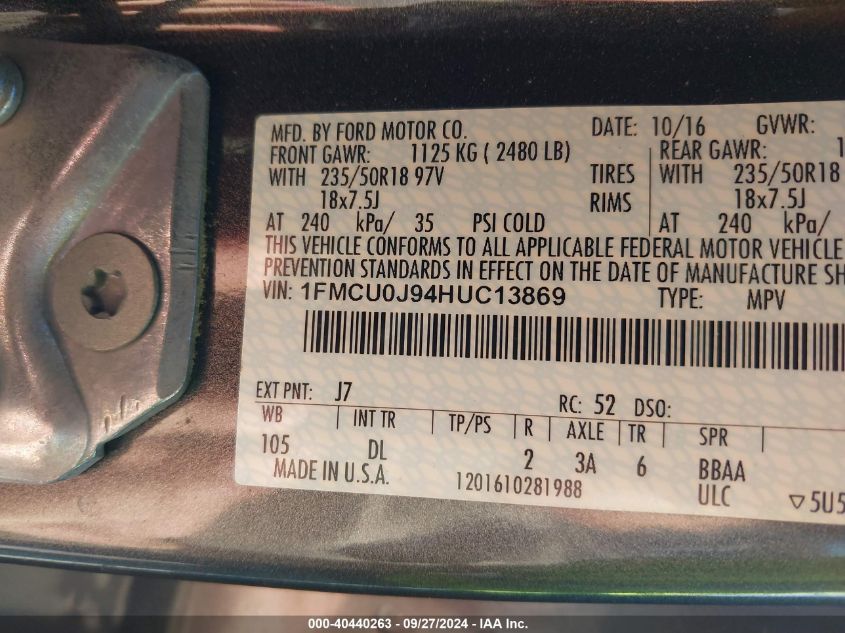 MFD. BY FORD MOTOR CO. DATE: 10/16 GVWR:
FRONT GAWR: 1125 KG ( 2480 LB) REAR GAWR: 1
WITH 235/50R18 97V TIRES WITH 235/50R18
18x7.5J RIMS 18x7.5J
AT 240 kPa/ 35 PSI COLD AT 240 kPa/
THIS VEHICLE CONFORMS TO ALL APPLICABLE FEDERAL MOTOR VEHICLE
PREVENTION STANDARDS IN EFFECT ON THE DATE OF MANUFACTURE SH
VIN: 1FMCU0J94HUC13869 TYPE: MPV
EXT PNT: J7 RC: 52 DSO:
WB INT TR TP/PS R AXLE TR SPR
105 DL 2 3A 6 BBAA
MADE IN U.S.A. 1201610281988 ULC ▽5U5
000-40440263 - 09/27/2024 - IAA Inc.